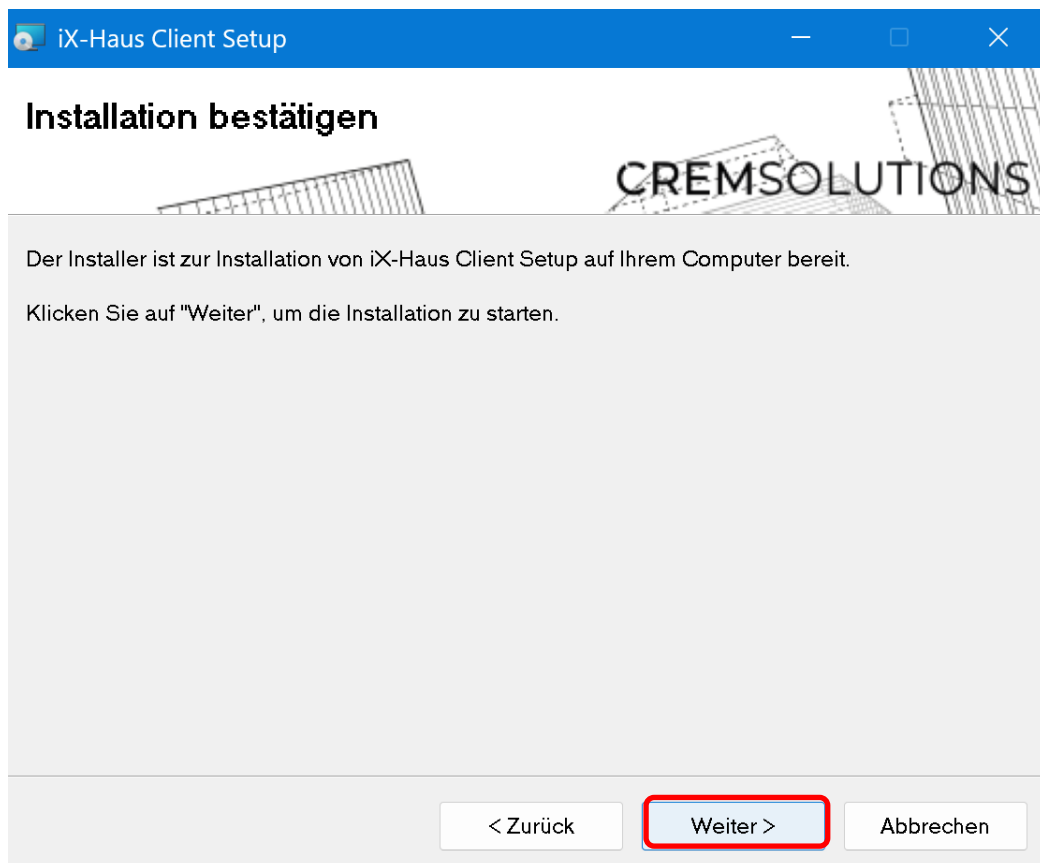 iX-Haus Client Setup
Installation bestätigen
CREMSOLUTIONS
Der Installer ist zur Installation von iX-Haus Client Setup auf Ihrem Computer bereit.
Klicken Sie auf "Weiter", um die Installation zu starten.
< Zurück Weiter > Abbrechen